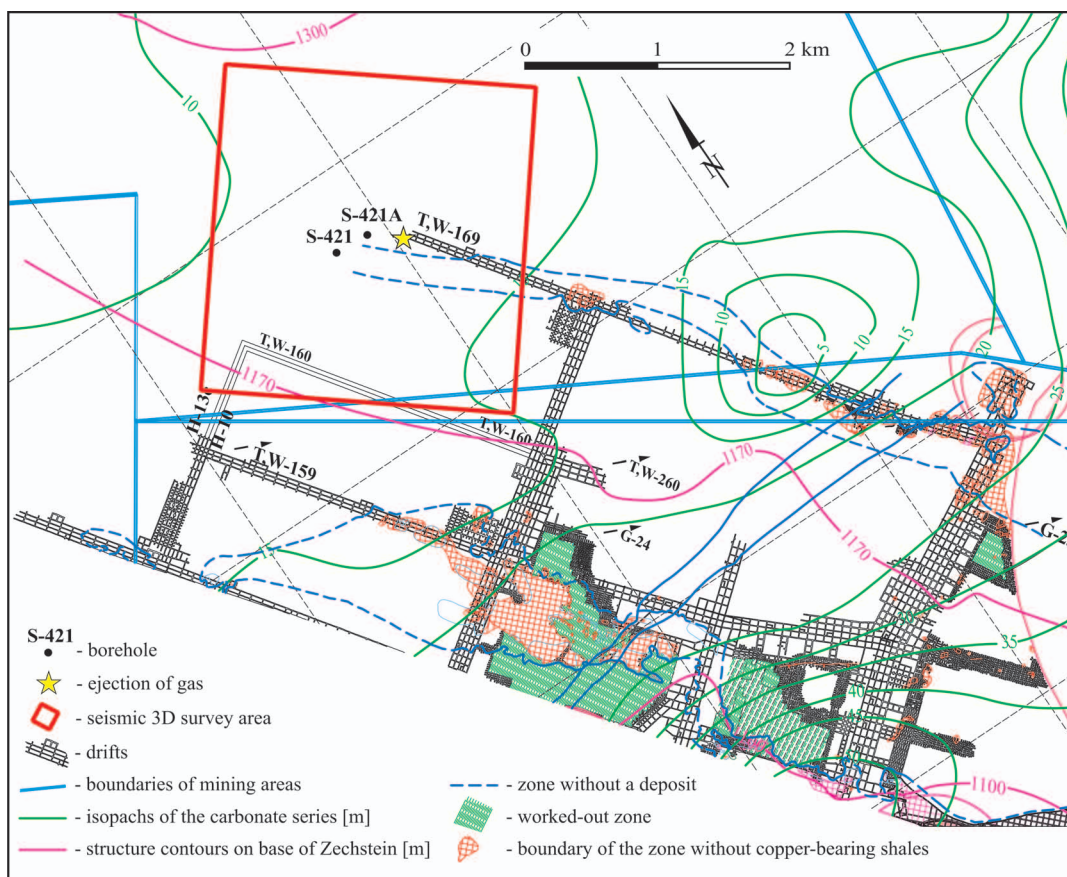 1300
0 1 2 km
10
N
S-421A
T,W-169
S-421
15
10
5
10
15
20
25
T,W-160
1170
H-10
T,W-159
T,W-160
T,W-260
1170
G-24
1170
35
40
1100
S-421
- borehole
- ejection of gas
- seismic 3D survey area
- drifts
- boundaries of mining areas
- isopachs of the carbonate series [m]
- structure contours on base of Zechstein [m]
- zone without a deposit
- worked-out zone
- boundary of the zone without copper-bearing shales